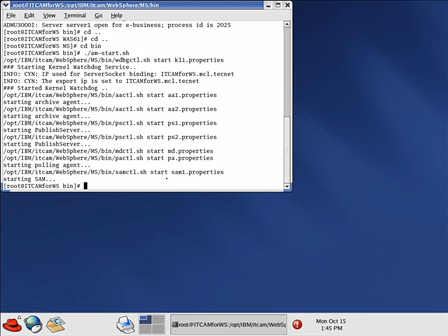 root@ITCAMforWS:/opt/IBM/itcam/WebSphere/MS/bin
ADMU3000I: Server server1 open for e-business; process id is 2025
[root@ITCAMforWS bin]# cd ..
[root@ITCAMforWS WAS61]# cd ..
[root@ITCAMforWS MS]# cd bin
[root@ITCAMforWS bin]# ./am-start.sh
/opt/IBM/itcam/WebSphere/MS/bin/wdbgctl.sh start kl1.properties
### Starting Kernel Watchdog Service..
INFO: CYN: IP used for ServerSocket binding: ITCAMforWS.mcl.tecnet
INFO: CYN: The export ip is set to ITCAMforWS.mcl.tecnet
### Started Kernel Watchdog ..
/opt/IBM/itcam/WebSphere/MS/bin/aactl.sh start aa1.properties
starting archive agent...
/opt/IBM/itcam/WebSphere/MS/bin/aactl.sh start aa2.properties
starting archive agent...
/opt/IBM/itcam/WebSphere/MS/bin/psctl.sh start ps1.properties
starting PublishServer...
/opt/IBM/itcam/WebSphere/MS/bin/psctl.sh start ps2.properties
starting PublishServer...
/opt/IBM/itcam/WebSphere/MS/bin/mdctl.sh start md.properties
/opt/IBM/itcam/WebSphere/MS/bin/pactl.sh start pa.properties
starting polling agent...
/opt/IBM/itcam/WebSphere/MS/bin/samctl.sh start sam1.properties
starting SAM...
[root@ITCAMforWS bin]#
root@ITCAMforWS:/opt/IBM/itcam/WebSp
Mon Oct 15
1:45 PM